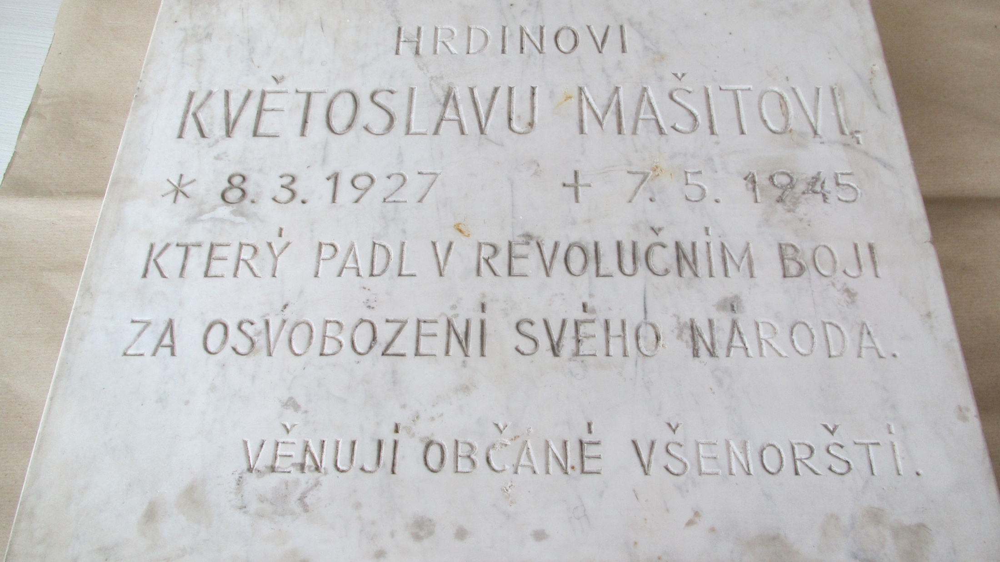 HRDINOVI
KVĚTOSLAVU MAŠITOVI,
* 8. 3. 1927 + 7. 5. 1945
KTERÝ PADL V REVOLUČNÍM BOJI
ZA OSVOBOZENÍ SVÉHO NÁRODA.
VĚNUJÍ OBČANÉ VŠENORŠTÍ.